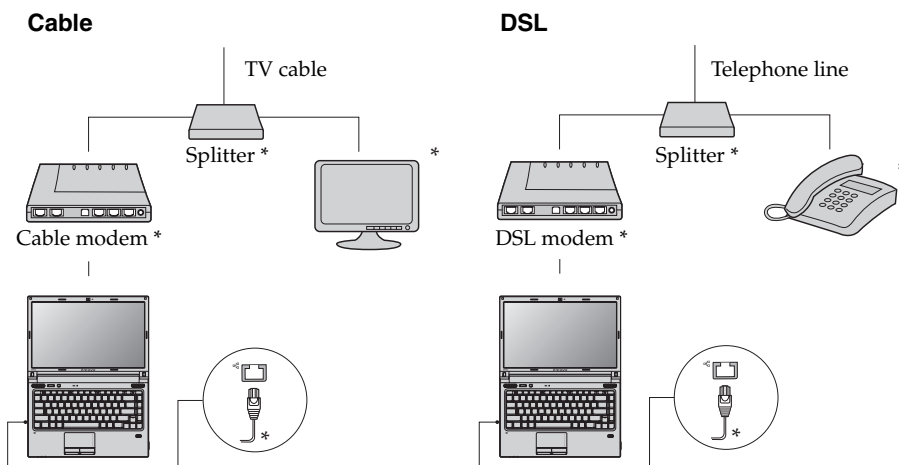 Cable
TV cable
Splitter *
*
Cable modem *
*
DSL
Telephone line
Splitter *
*
DSL modem *
*